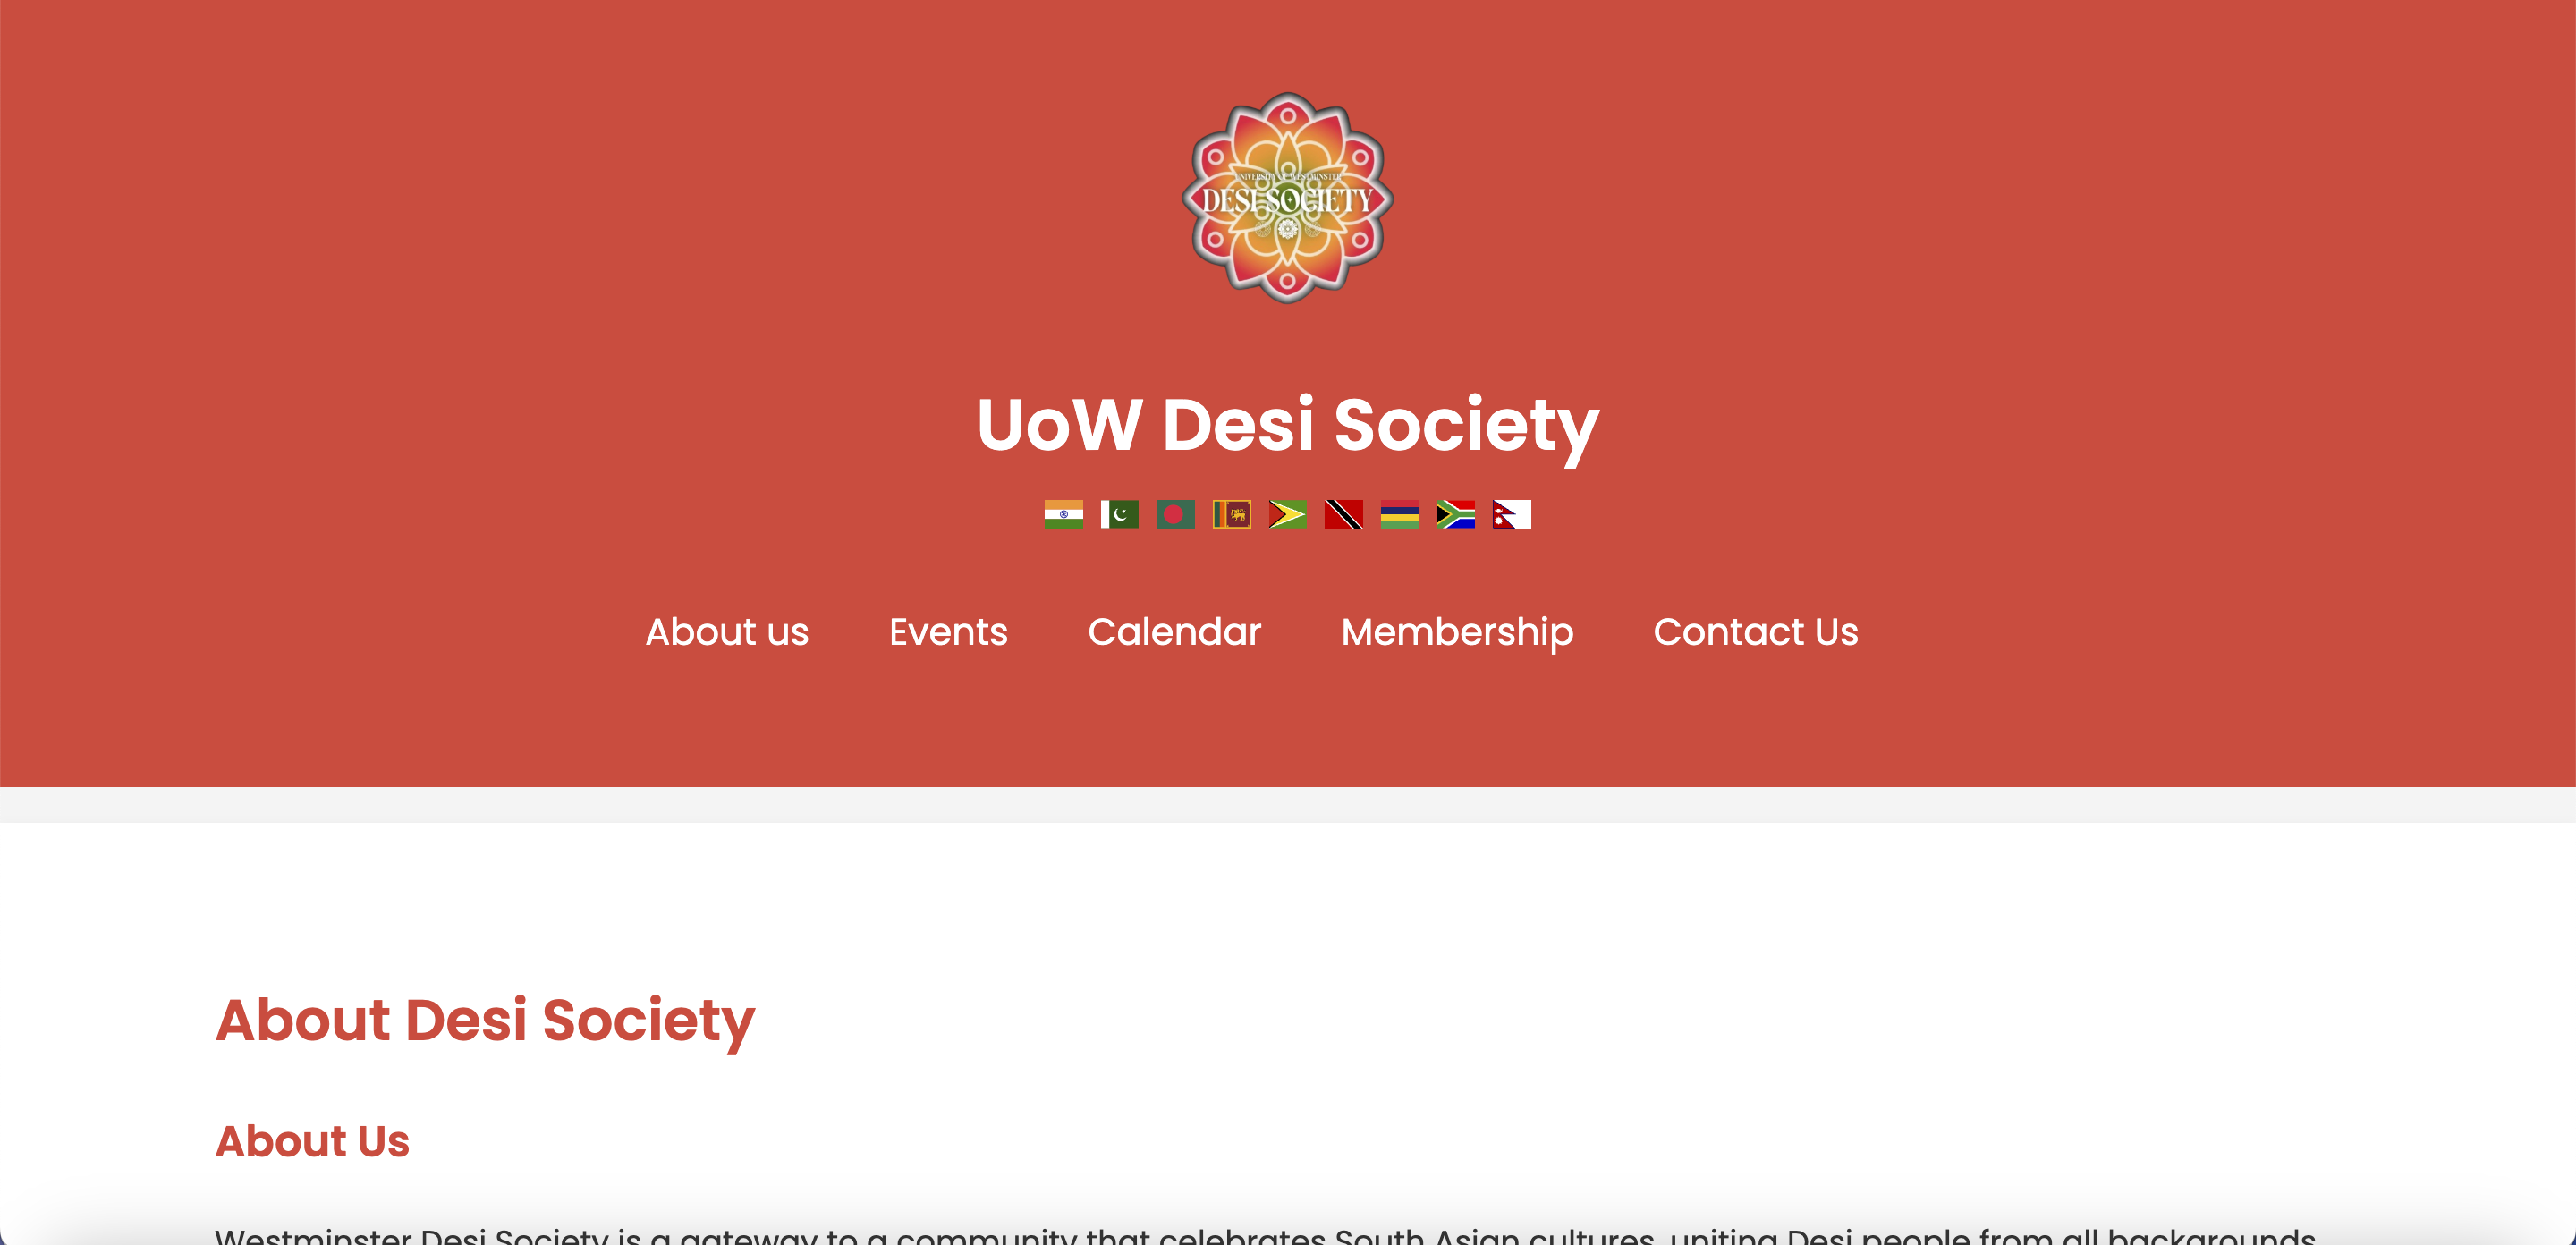 UNIVERSITY OF WESTMINSTER
DESI SOCIETY
UoW Desi Society
About us Events Calendar Membership Contact Us
About Desi Society
About Us
Westminster Desi Society is a gateway to a community that celebrates South Asian cultures, uniting Desi people from all backgrounds